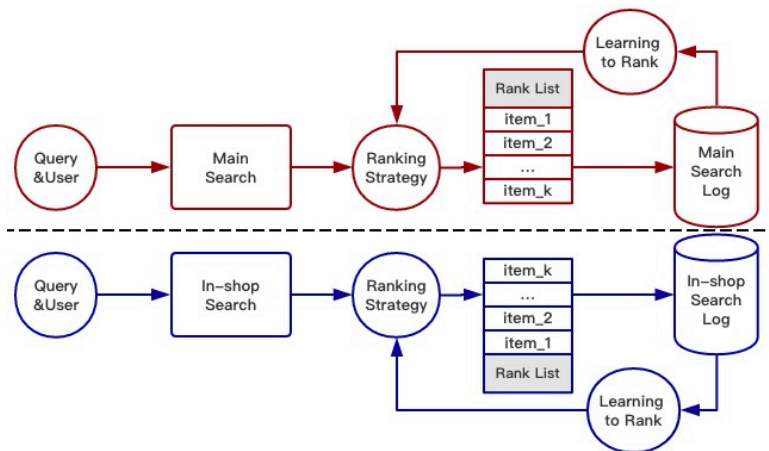 Learning
to Rank
Rank List
item_1
item_2
...
item_k
Query
&User
Main
Search
Ranking
Strategy
Main
Search
Log
Query
&User
In-shop
Search
Ranking
Strategy
item_k
...
item_2
item_1
Rank List
In-shop
Search
Log
Learning
to Rank